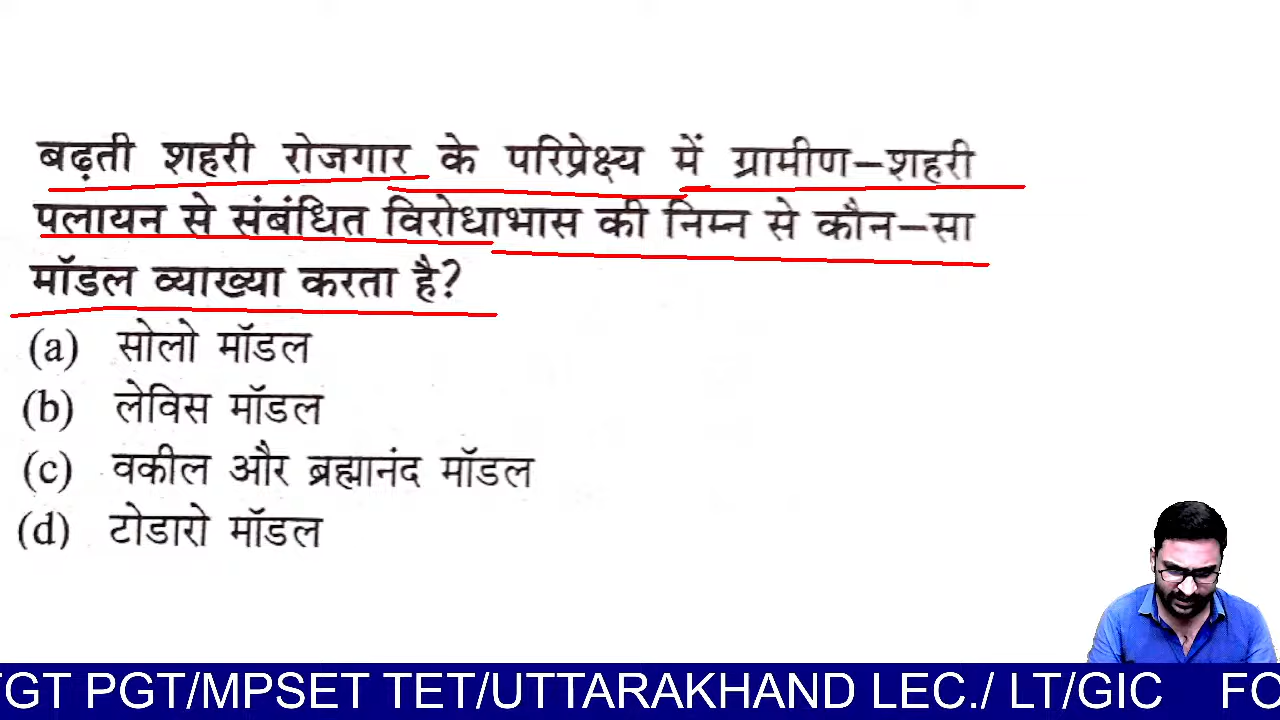 बढ़ती शहरी रोजगार के परिप्रेक्ष्य में ग्रामीण–शहरी
पलायन से संबंधित विरोधाभास की निम्न से कौन–सा
मॉडल व्याख्या करता है?
(a) सोलो मॉडल
(b) लेविस मॉडल
(c) वकील और ब्रह्मानंद मॉडल
(d) टोडारो मॉडल
TGT PGT/MPSET TET/UTTARAKHAND LEC./ LT/GIC FO